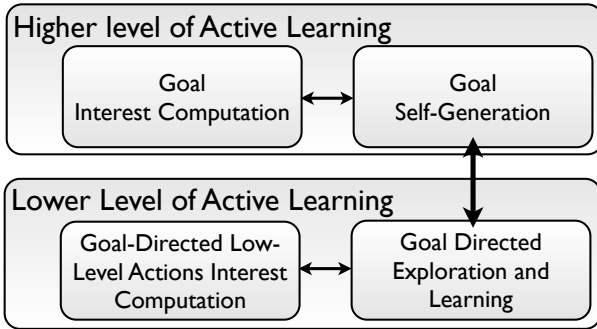 Higher level of Active Learning
Goal
Interest Computation
Goal
Self-Generation
Lower Level of Active Learning
Goal-Directed Low-
Level Actions Interest
Computation
Goal Directed
Exploration and
Learning